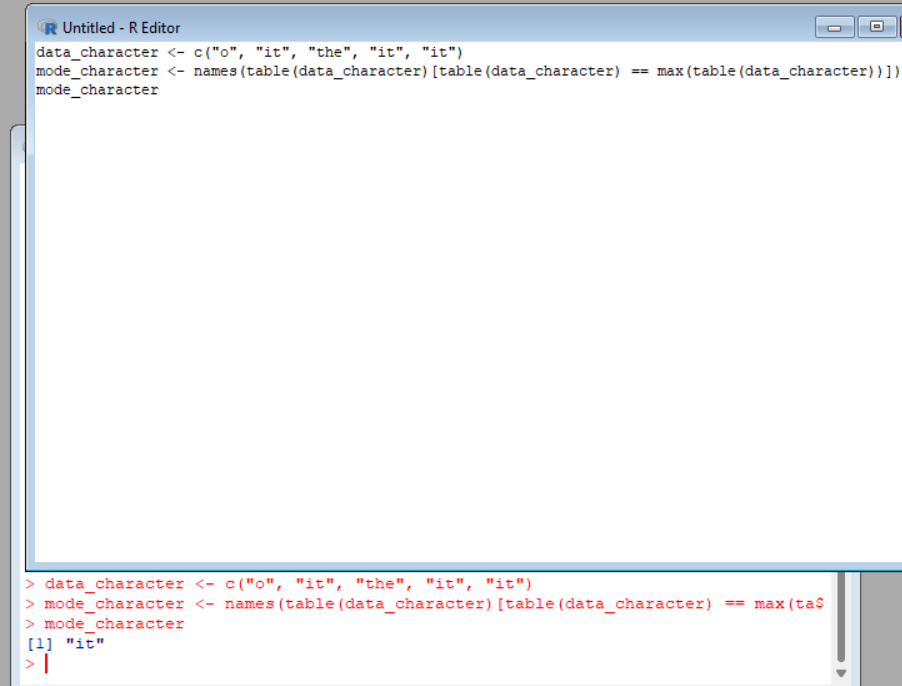 Untitled - R Editor
data_character <- c("o", "it", "the", "it", "it")
mode_character <- names(table(data_character)[table(data_character) == max(table(data_character))])
mode_character
> data_character <- c("o", "it", "the", "it", "it")
> mode_character <- names(table(data_character)[table(data_character) == max(ta$
> mode_character
[1] "it"
>